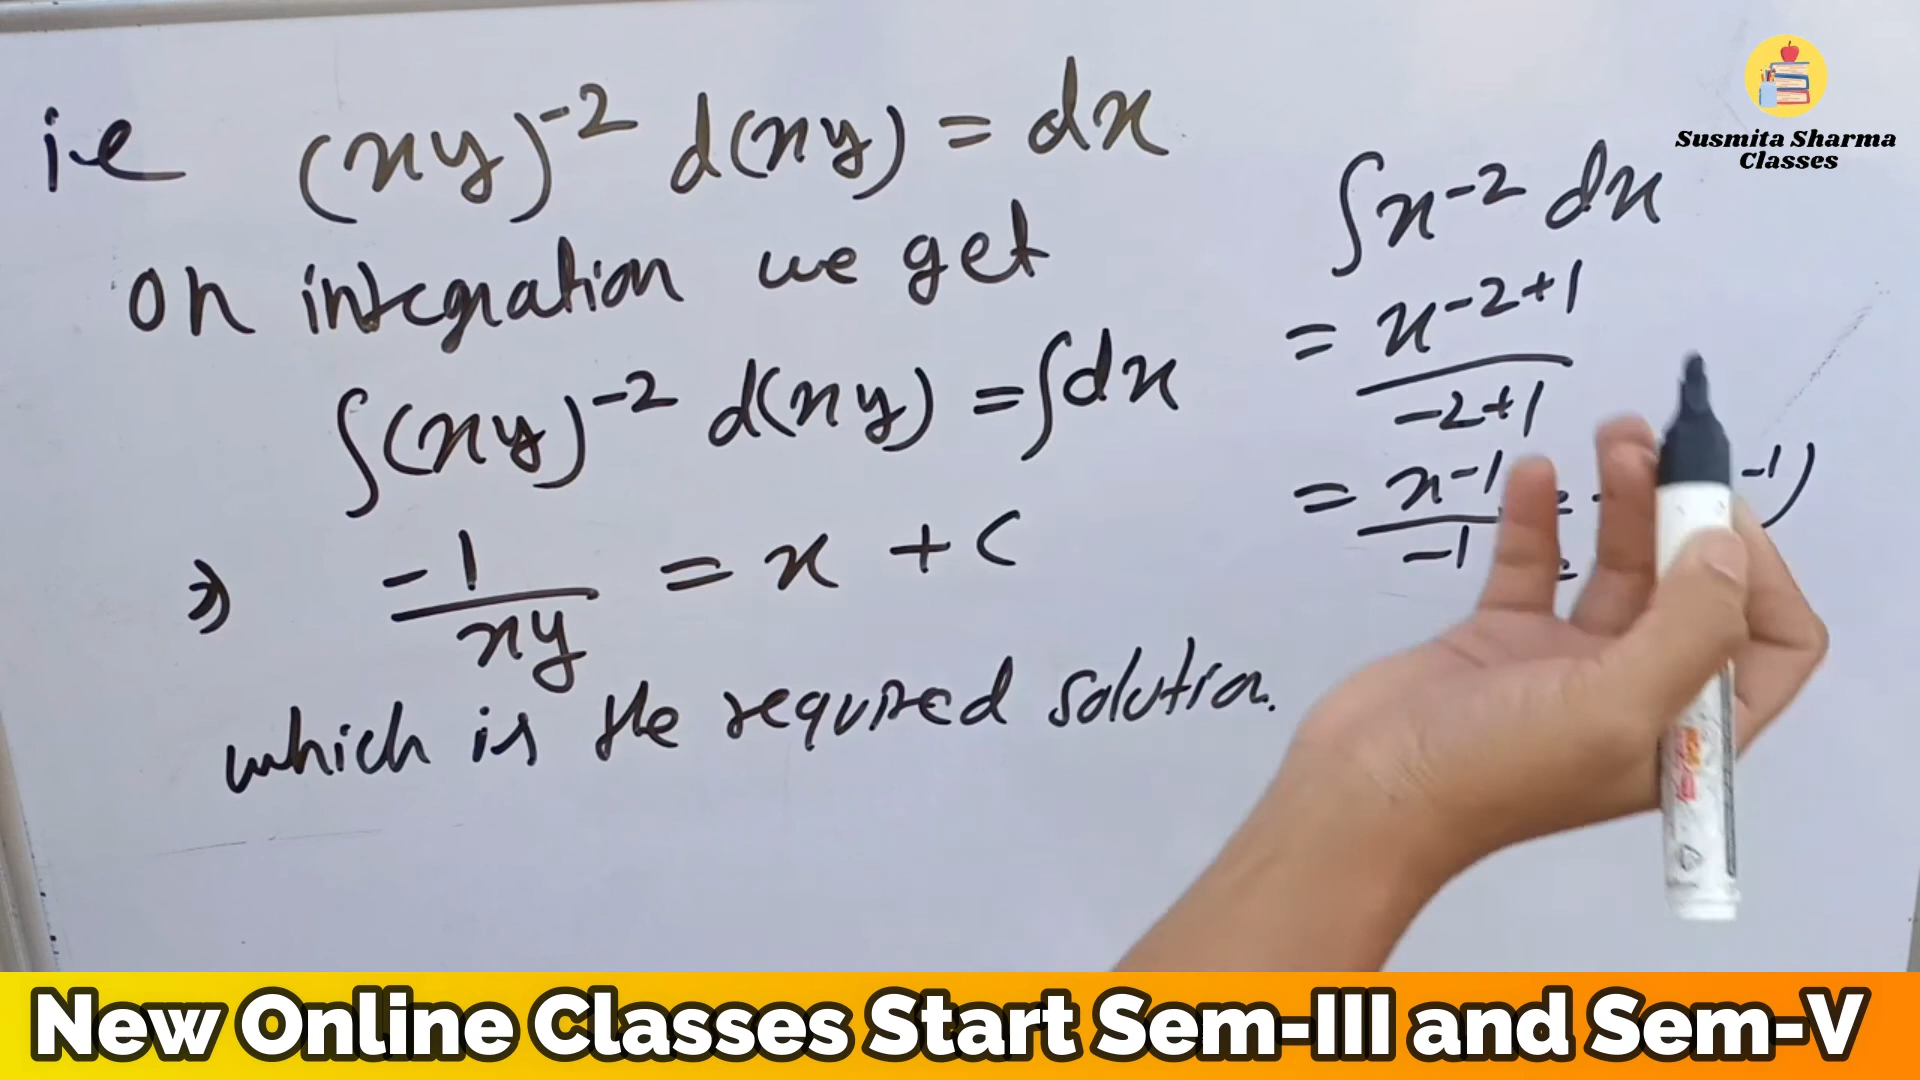 i.e (xy)^-2 d(xy) = dx
on integration we get
∫(xy)^-2 d(xy) = ∫dx
⇒ -1/xy = x + c
which is the required solution.
∫x^-2 dx
= x^-2+1/-2+1
= x^-1/-1
-1)
Susmita Sharma
Classes
New Online Classes Start Sem-III and Sem-V